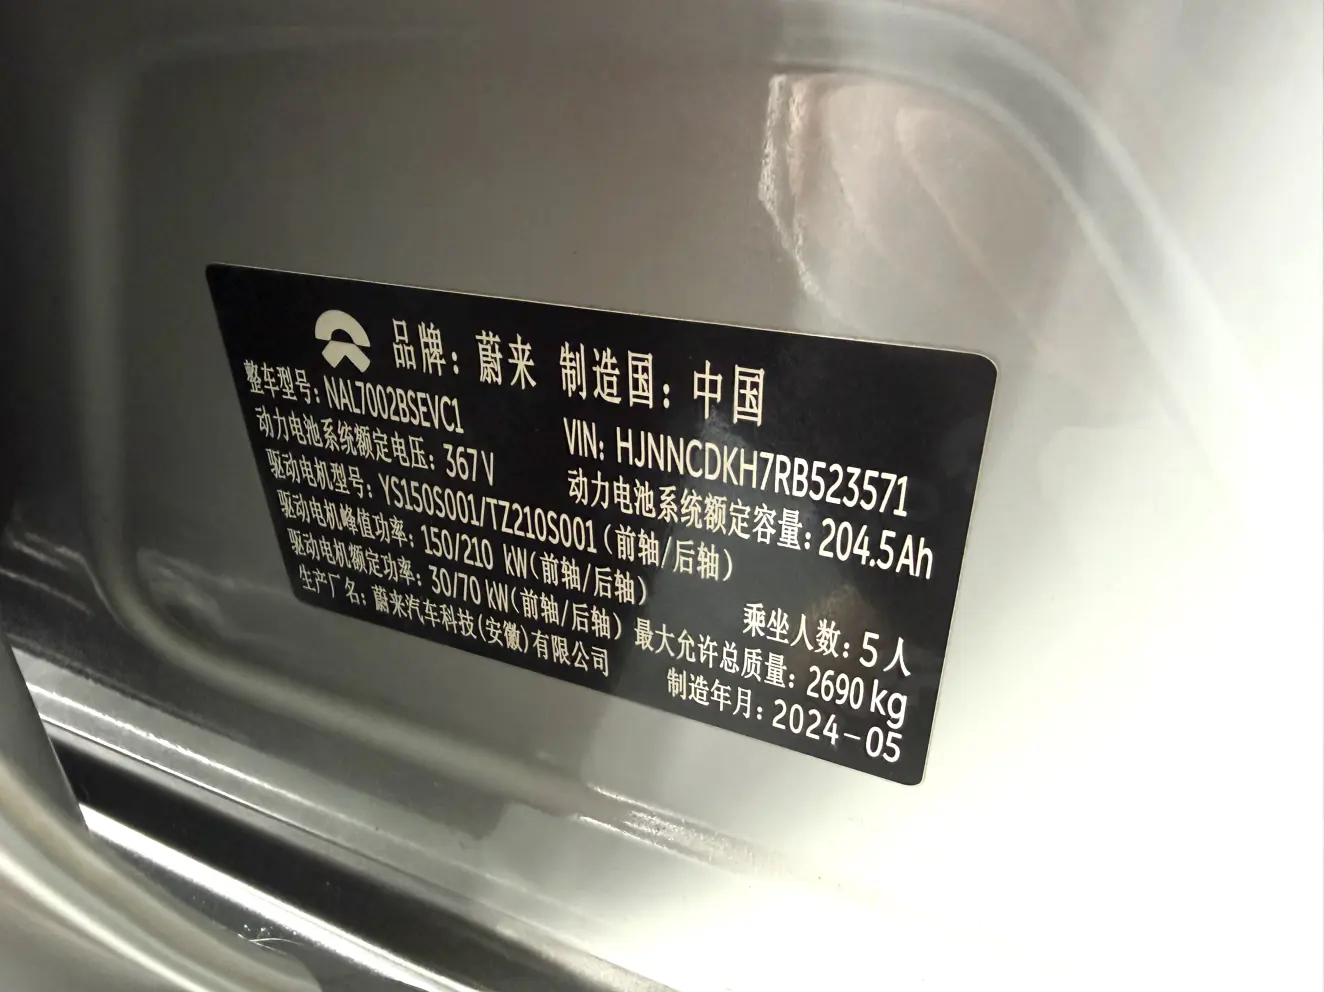 品牌：蔚来 制造国：中国
整车型号：NAL7002BSEVC1 VIN：HJNNCDKH7RB523571
动力电池系统额定电压：367V 动力电池系统额定容量：204.5Ah
驱动电机型号：YS150S001/TZ210S001（前轴/后轴）
驱动电机峰值功率：150/210 kW（前轴/后轴） 乘坐人数：5人
驱动电机额定功率：30/70 kW（前轴/后轴） 最大允许总质量：2690 kg
生产厂名：蔚来汽车科技(安徽)有限公司 制造年月：2024-05